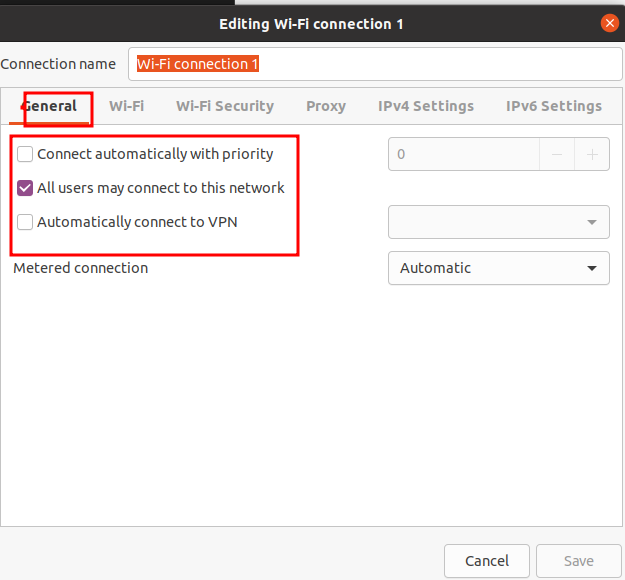 Editing Wi-Fi connection 1
Connection name Wi-Fi connection 1
General Wi-Fi Wi-Fi Security Proxy IPv4 Settings IPv6 Settings
Connect automatically with priority 0
All users may connect to this network
Automatically connect to VPN
Metered connection Automatic
Cancel Save